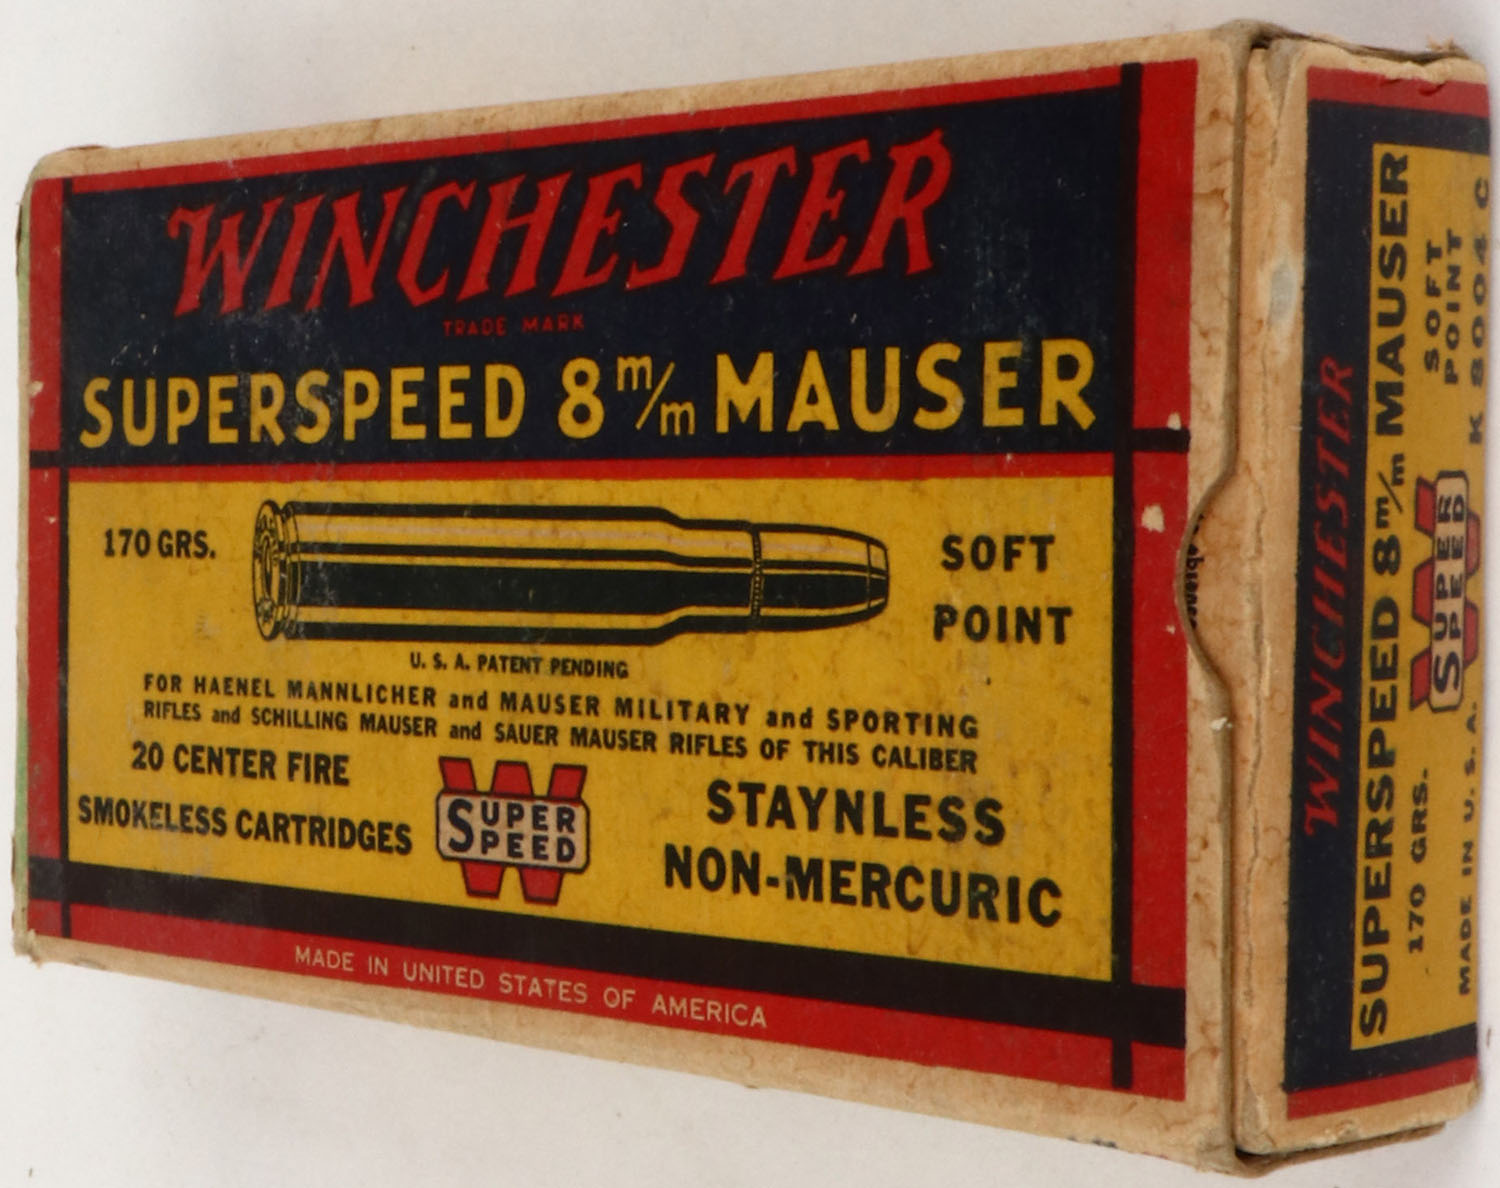 WINCHESTER
TRADE MARK
SUPERSPEED 8m/m MAUSER
170 GRS.
SOFT
POINT
U. S. A. PATENT PENDING
FOR HAENEL MANNLICHER and MAUSER MILITARY and SPORTING
RIFLES and SCHILLING MAUSER and SAUER MAUSER RIFLES OF THIS CALIBER
20 CENTER FIRE
SMOKELESS CARTRIDGES
W
SUPER
SPEED
STAYNLESS
NON-MERCURIC
MADE IN UNITED STATES OF AMERICA
WINCHESTER
SUPERSPEED 8m/m MAUSER
170 GRS.
W
SUPER
SPEED
SOFT
POINT
MADE IN U. S. A.
K 8004 C